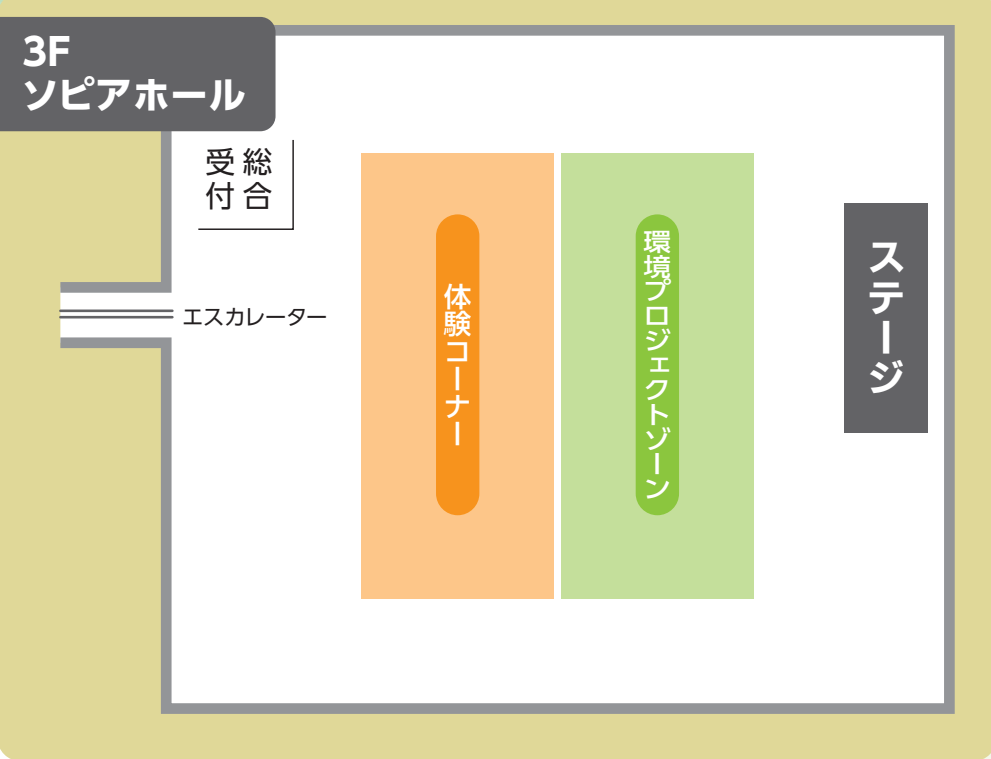 3F
ソピアホール
総合
受付
エスカレーター
体験コーナー
環境プロジェクトゾーン
ステージ